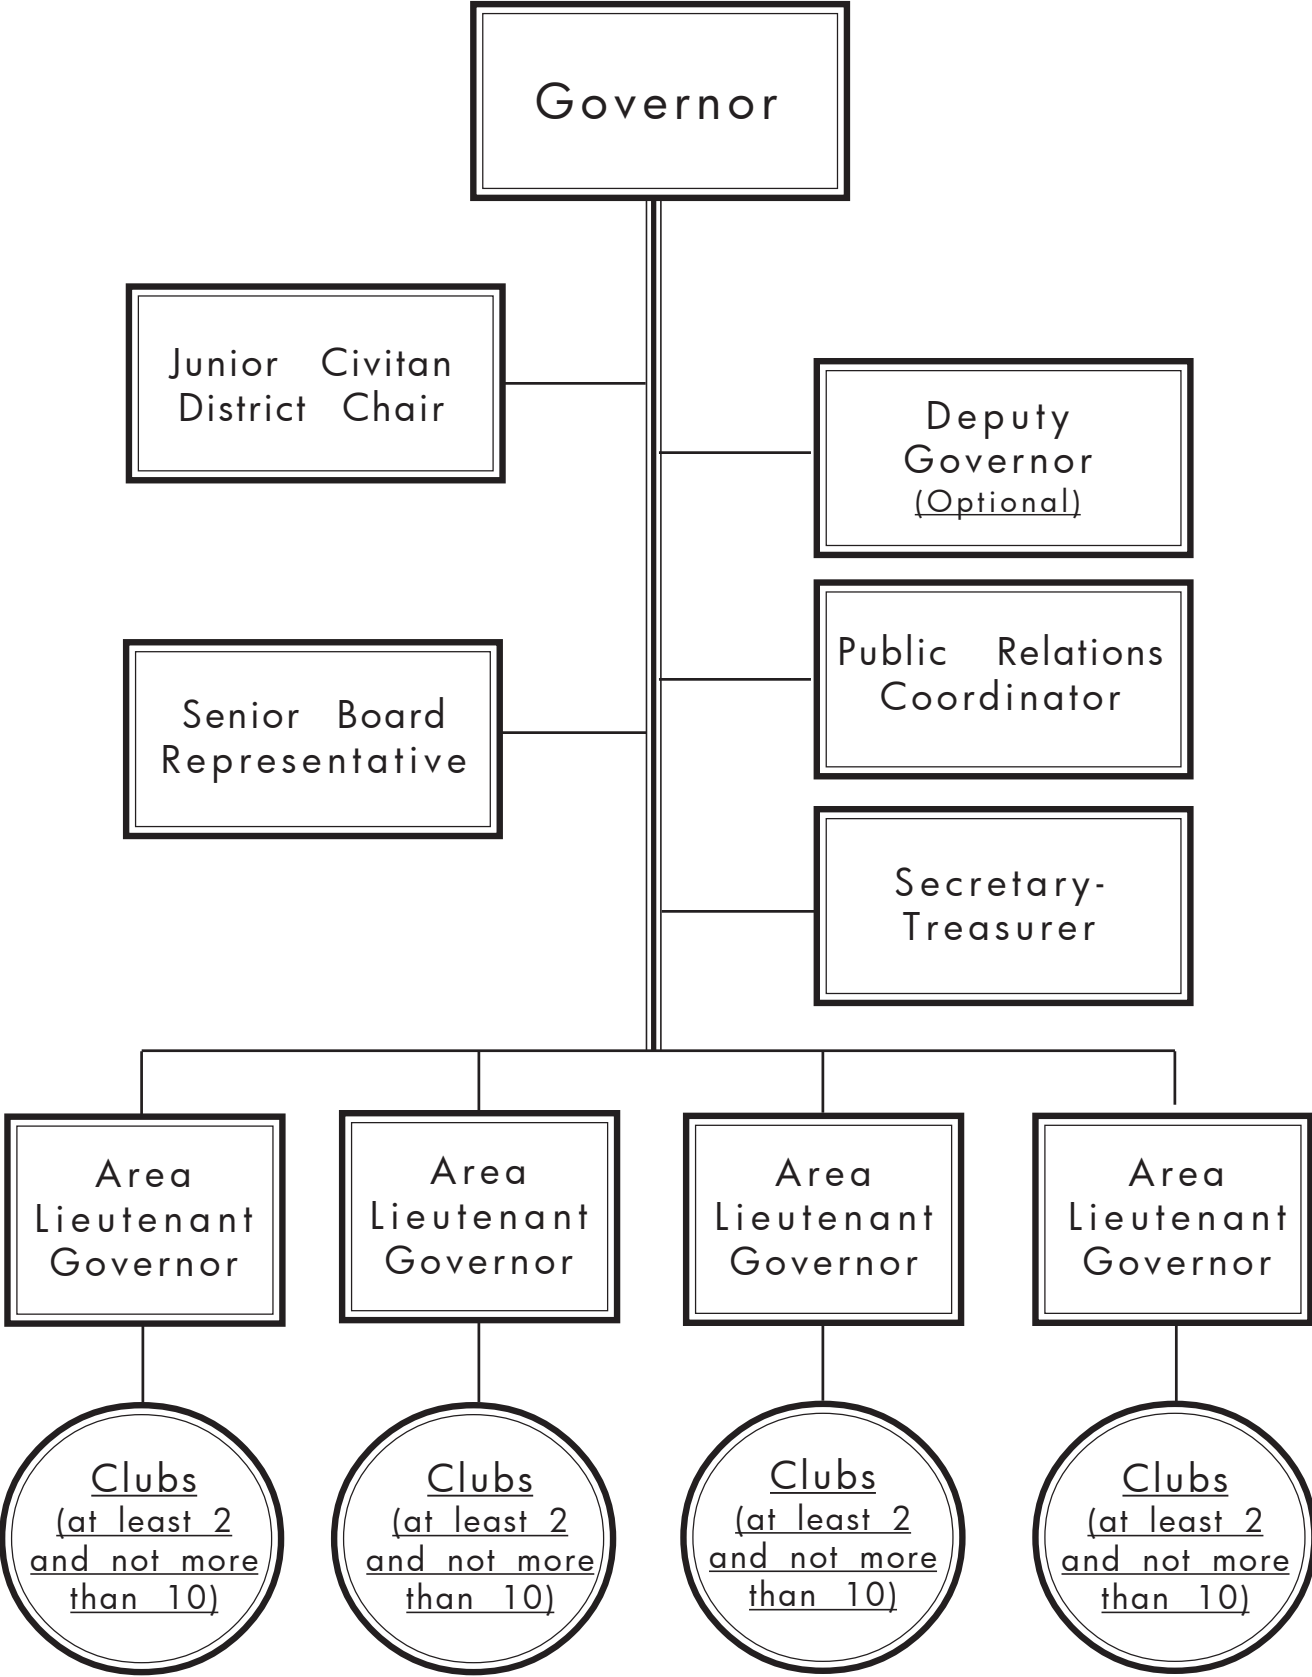 Governor
Junior Civitan
District Chair
Deputy
Governor
(Optional)
Public Relations
Coordinator
Senior Board
Representative
Secretary-
Treasurer
Area
Lieutenant
Governor
Area
Lieutenant
Governor
Area
Lieutenant
Governor
Area
Lieutenant
Governor
Clubs
(at least 2
and not more
than 10)
Clubs
(at least 2
and not more
than 10)
Clubs
(at least 2
and not more
than 10)
Clubs
(at least 2
and not more
than 10)